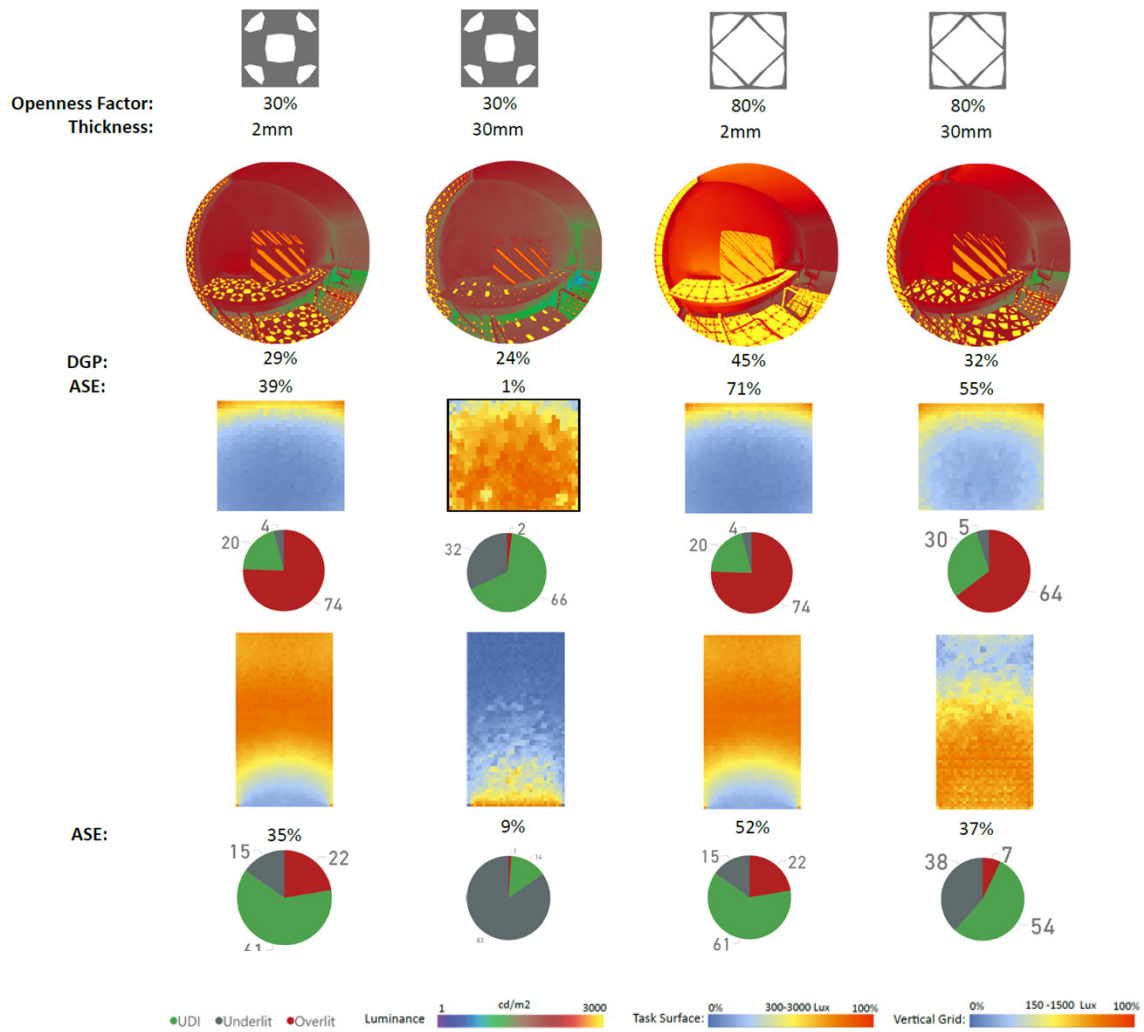 Openness Factor: 30% 30% 80% 80%
Thickness: 2mm 30mm 2mm 30mm
DGP: 29% 24% 45% 32%
ASE: 39% 1% 71% 55%
4 2 4 5
20 32 20 30
74 66 74 64
ASE: 35% 9% 52% 37%
15 22 1 14 15 22 38 7
61 83 61 54
cd/m2
UDI Underlit Overlit Luminance 1 3000 Task Surface: 0% 300-3000 Lux 100% Vertical Grid: 0% 150 -1500 Lux 100%